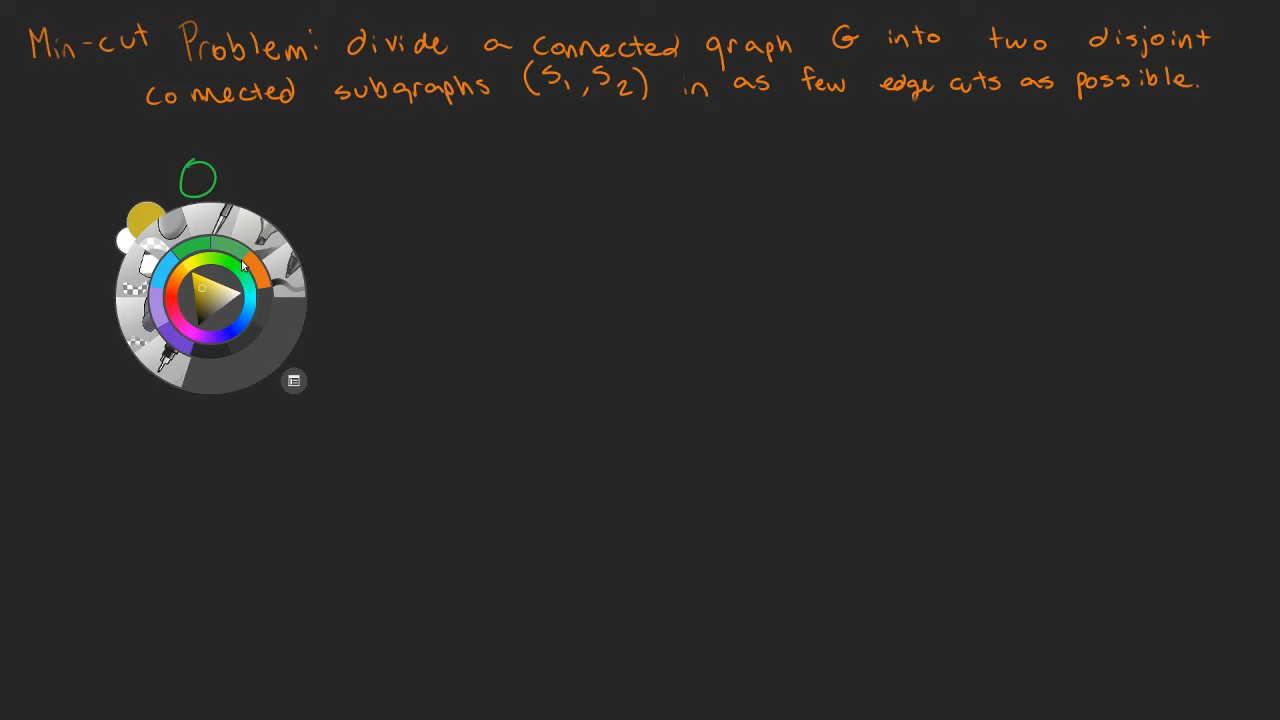 Min-cut Problem: divide a connected graph G into two disjoint
connected subgraphs (S₁, S₂) in as few edge cuts as possible.